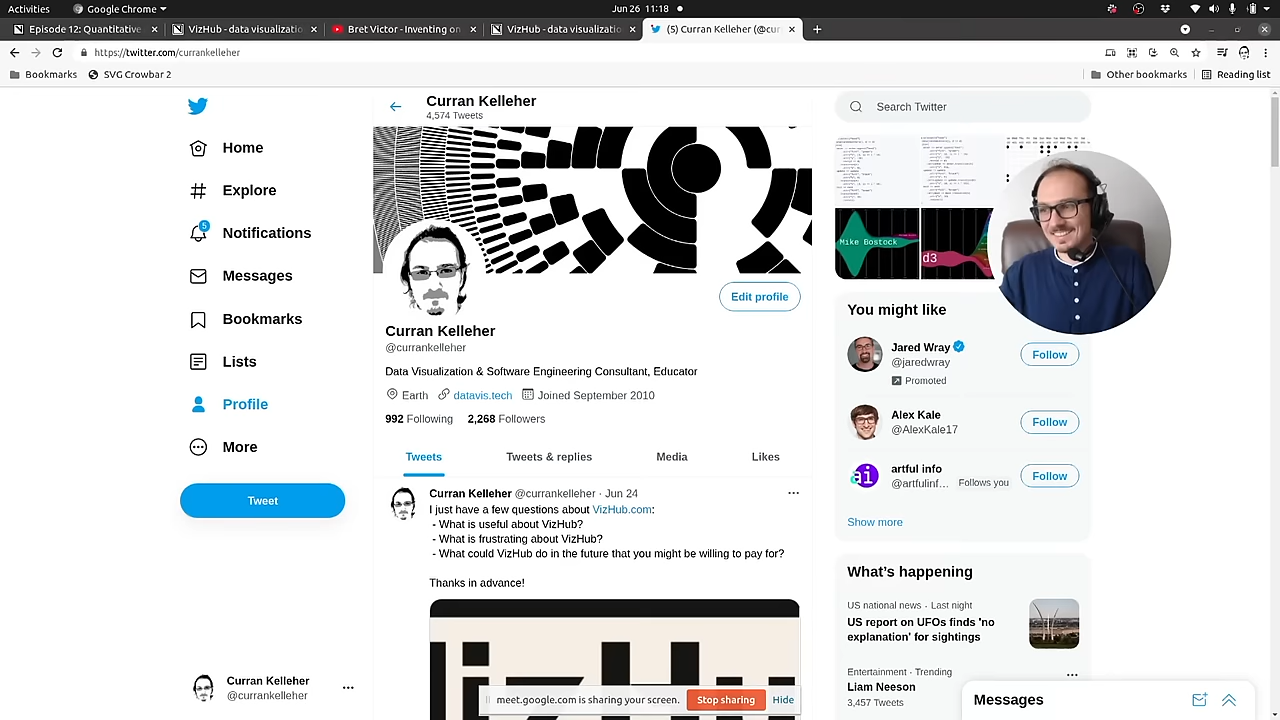 Activities
Google Chrome
Jun 26 11:18
Episode 12: Quantitative
VizHub - data visualizatio
Bret Victor - Inventing on
VizHub - data visualizatio
(5) Curran Kelleher (@cur
https://twitter.com/currankelleher
Bookmarks
SVG Crowbar 2
Other bookmarks
Reading list
Home
Explore
5
Notifications
Messages
Bookmarks
Lists
Profile
More
Tweet
Curran Kelleher
@currankelleher
Curran Kelleher
4,574 Tweets
Edit profile
Curran Kelleher
@currankelleher
Data Visualization & Software Engineering Consultant, Educator
Earth datavis.tech Joined September 2010
992 Following 2,268 Followers
Tweets
Tweets & replies
Media
Likes
Curran Kelleher @currankelleher · Jun 24
I just have a few questions about VizHub.com:
- What is useful about VizHub?
- What is frustrating about VizHub?
- What could VizHub do in the future that you might be willing to pay for?
Thanks in advance!
meet.google.com is sharing your screen.
Stop sharing
Hide
Search Twitter
Mike Bostock
d3
You might like
Jared Wray
@jaredwray
Promoted
Follow
Alex Kale
@AlexKale17
Follow
ai
artful info
@artfulinf... Follows you
Follow
Show more
What's happening
US national news · Last night
US report on UFOs finds 'no
explanation' for sightings
Entertainment · Trending
Liam Neeson
3,457 Tweets
Messages